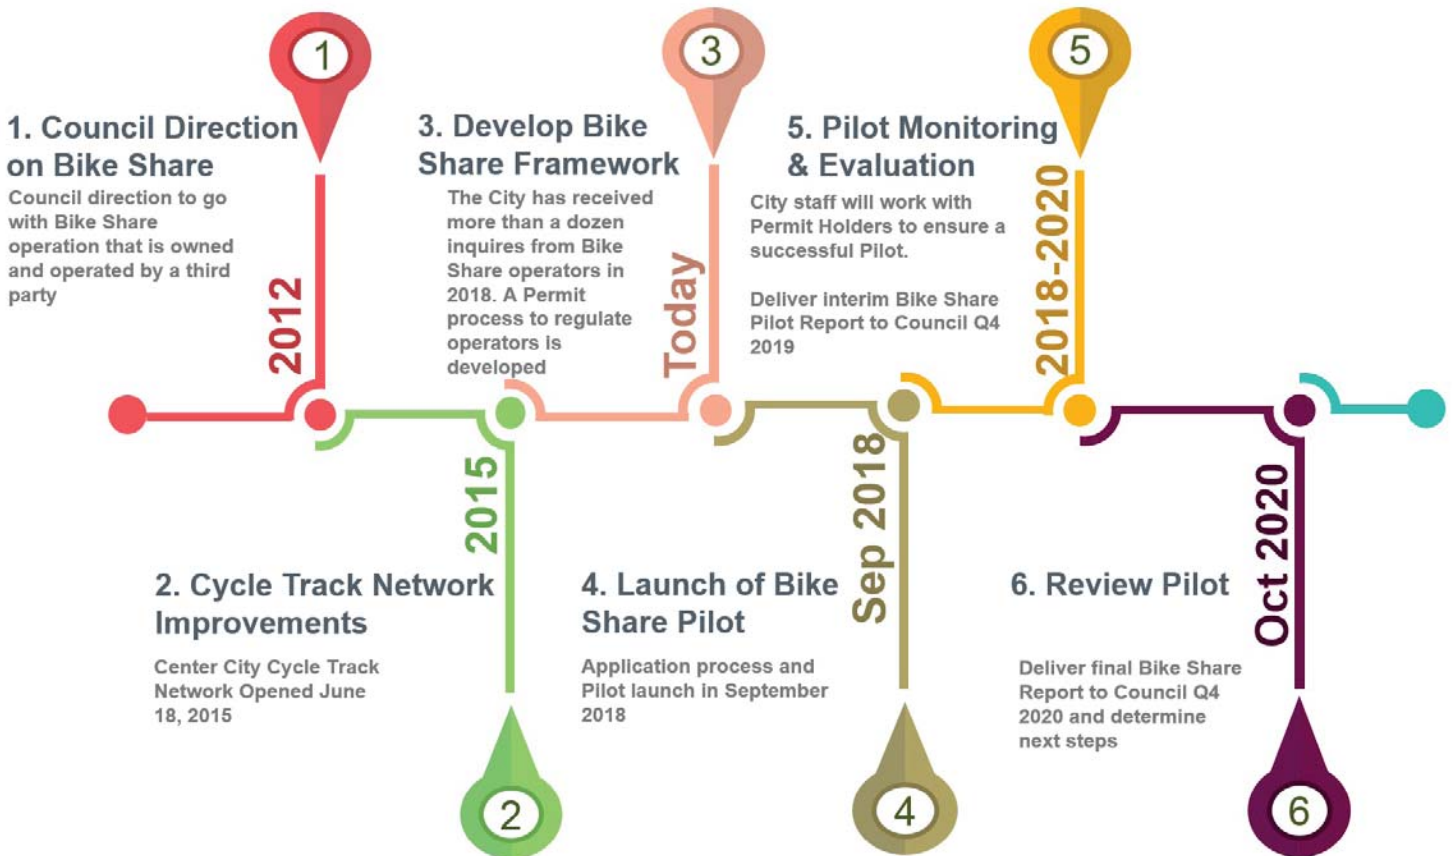 1
1. Council Direction
on Bike Share
Council direction to go
with Bike Share
operation that is owned
and operated by a third
party
2012
2. Cycle Track Network
Improvements
Center City Cycle Track
Network Opened June
18, 2015
2015
2
3
3. Develop Bike
Share Framework
The City has received
more than a dozen
inquires from Bike
Share operators in
2018. A Permit
process to regulate
operators is
developed
Today
4. Launch of Bike
Share Pilot
Application process and
Pilot launch in September
2018
Sep 2018
4
5
5. Pilot Monitoring
& Evaluation
City staff will work with
Permit Holders to ensure a
successful Pilot.
Deliver interim Bike Share
Pilot Report to Council Q4
2019
2018-2020
6. Review Pilot
Deliver final Bike Share
Report to Council Q4
2020 and determine
next steps
Oct 2020
6